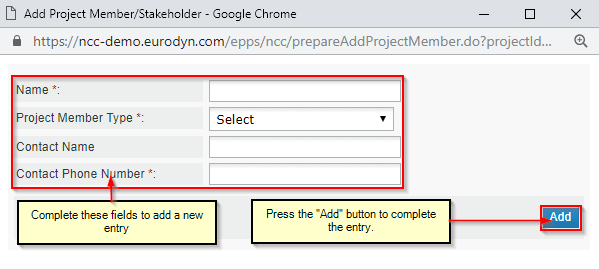 Add Project Member/Stakeholder - Google Chrome
https://ncc-demo.eurodyn.com/epps/ncc/prepareAddProjectMember.do?projectId...
Name *:
Project Member Type *: Select
Contact Name
Contact Phone Number *:
Complete these fields to add a new
entry
Press the "Add" button to complete
the entry.
Add